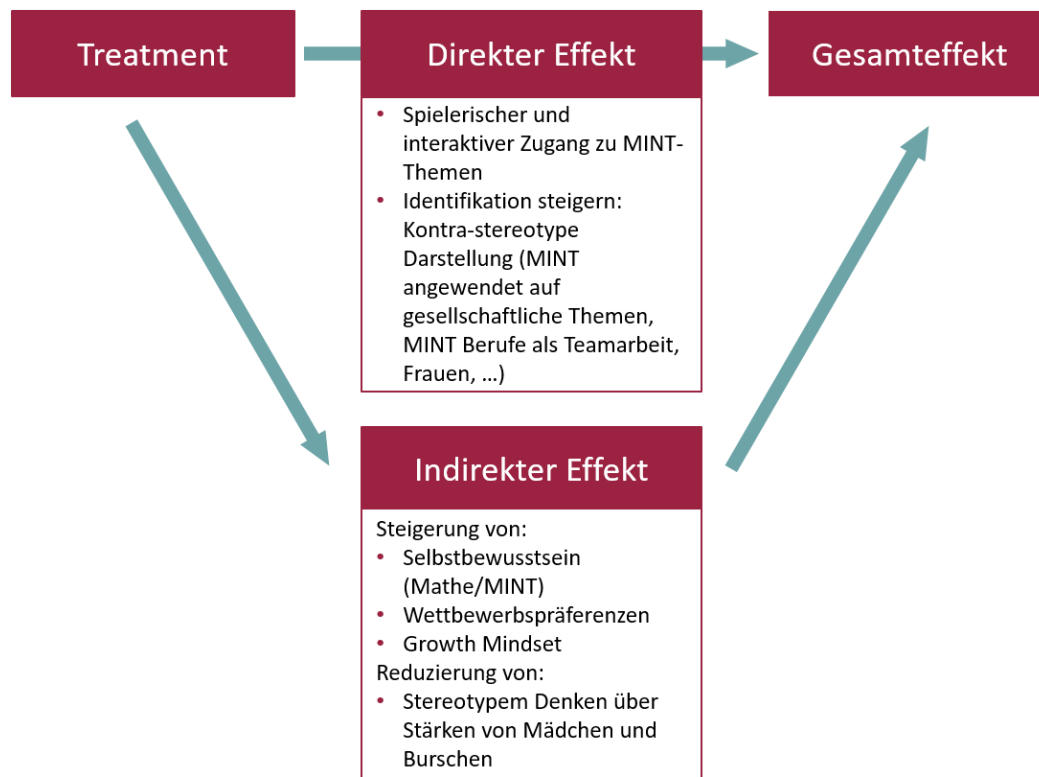 Treatment
Direkter Effekt
Gesamteffekt
• Spielerischer und
interaktiver Zugang zu MINT-
Themen
• Identifikation steigern:
Kontra-stereotype
Darstellung (MINT
angewendet auf
gesellschaftliche Themen,
MINT Berufe als Teamarbeit,
Frauen, ...)
Indirekter Effekt
Steigerung von:
• Selbstbewusstsein
(Mathe/MINT)
• Wettbewerbspräferenzen
• Growth Mindset
Reduzierung von:
• Stereotypem Denken über
Stärken von Mädchen und
Burschen